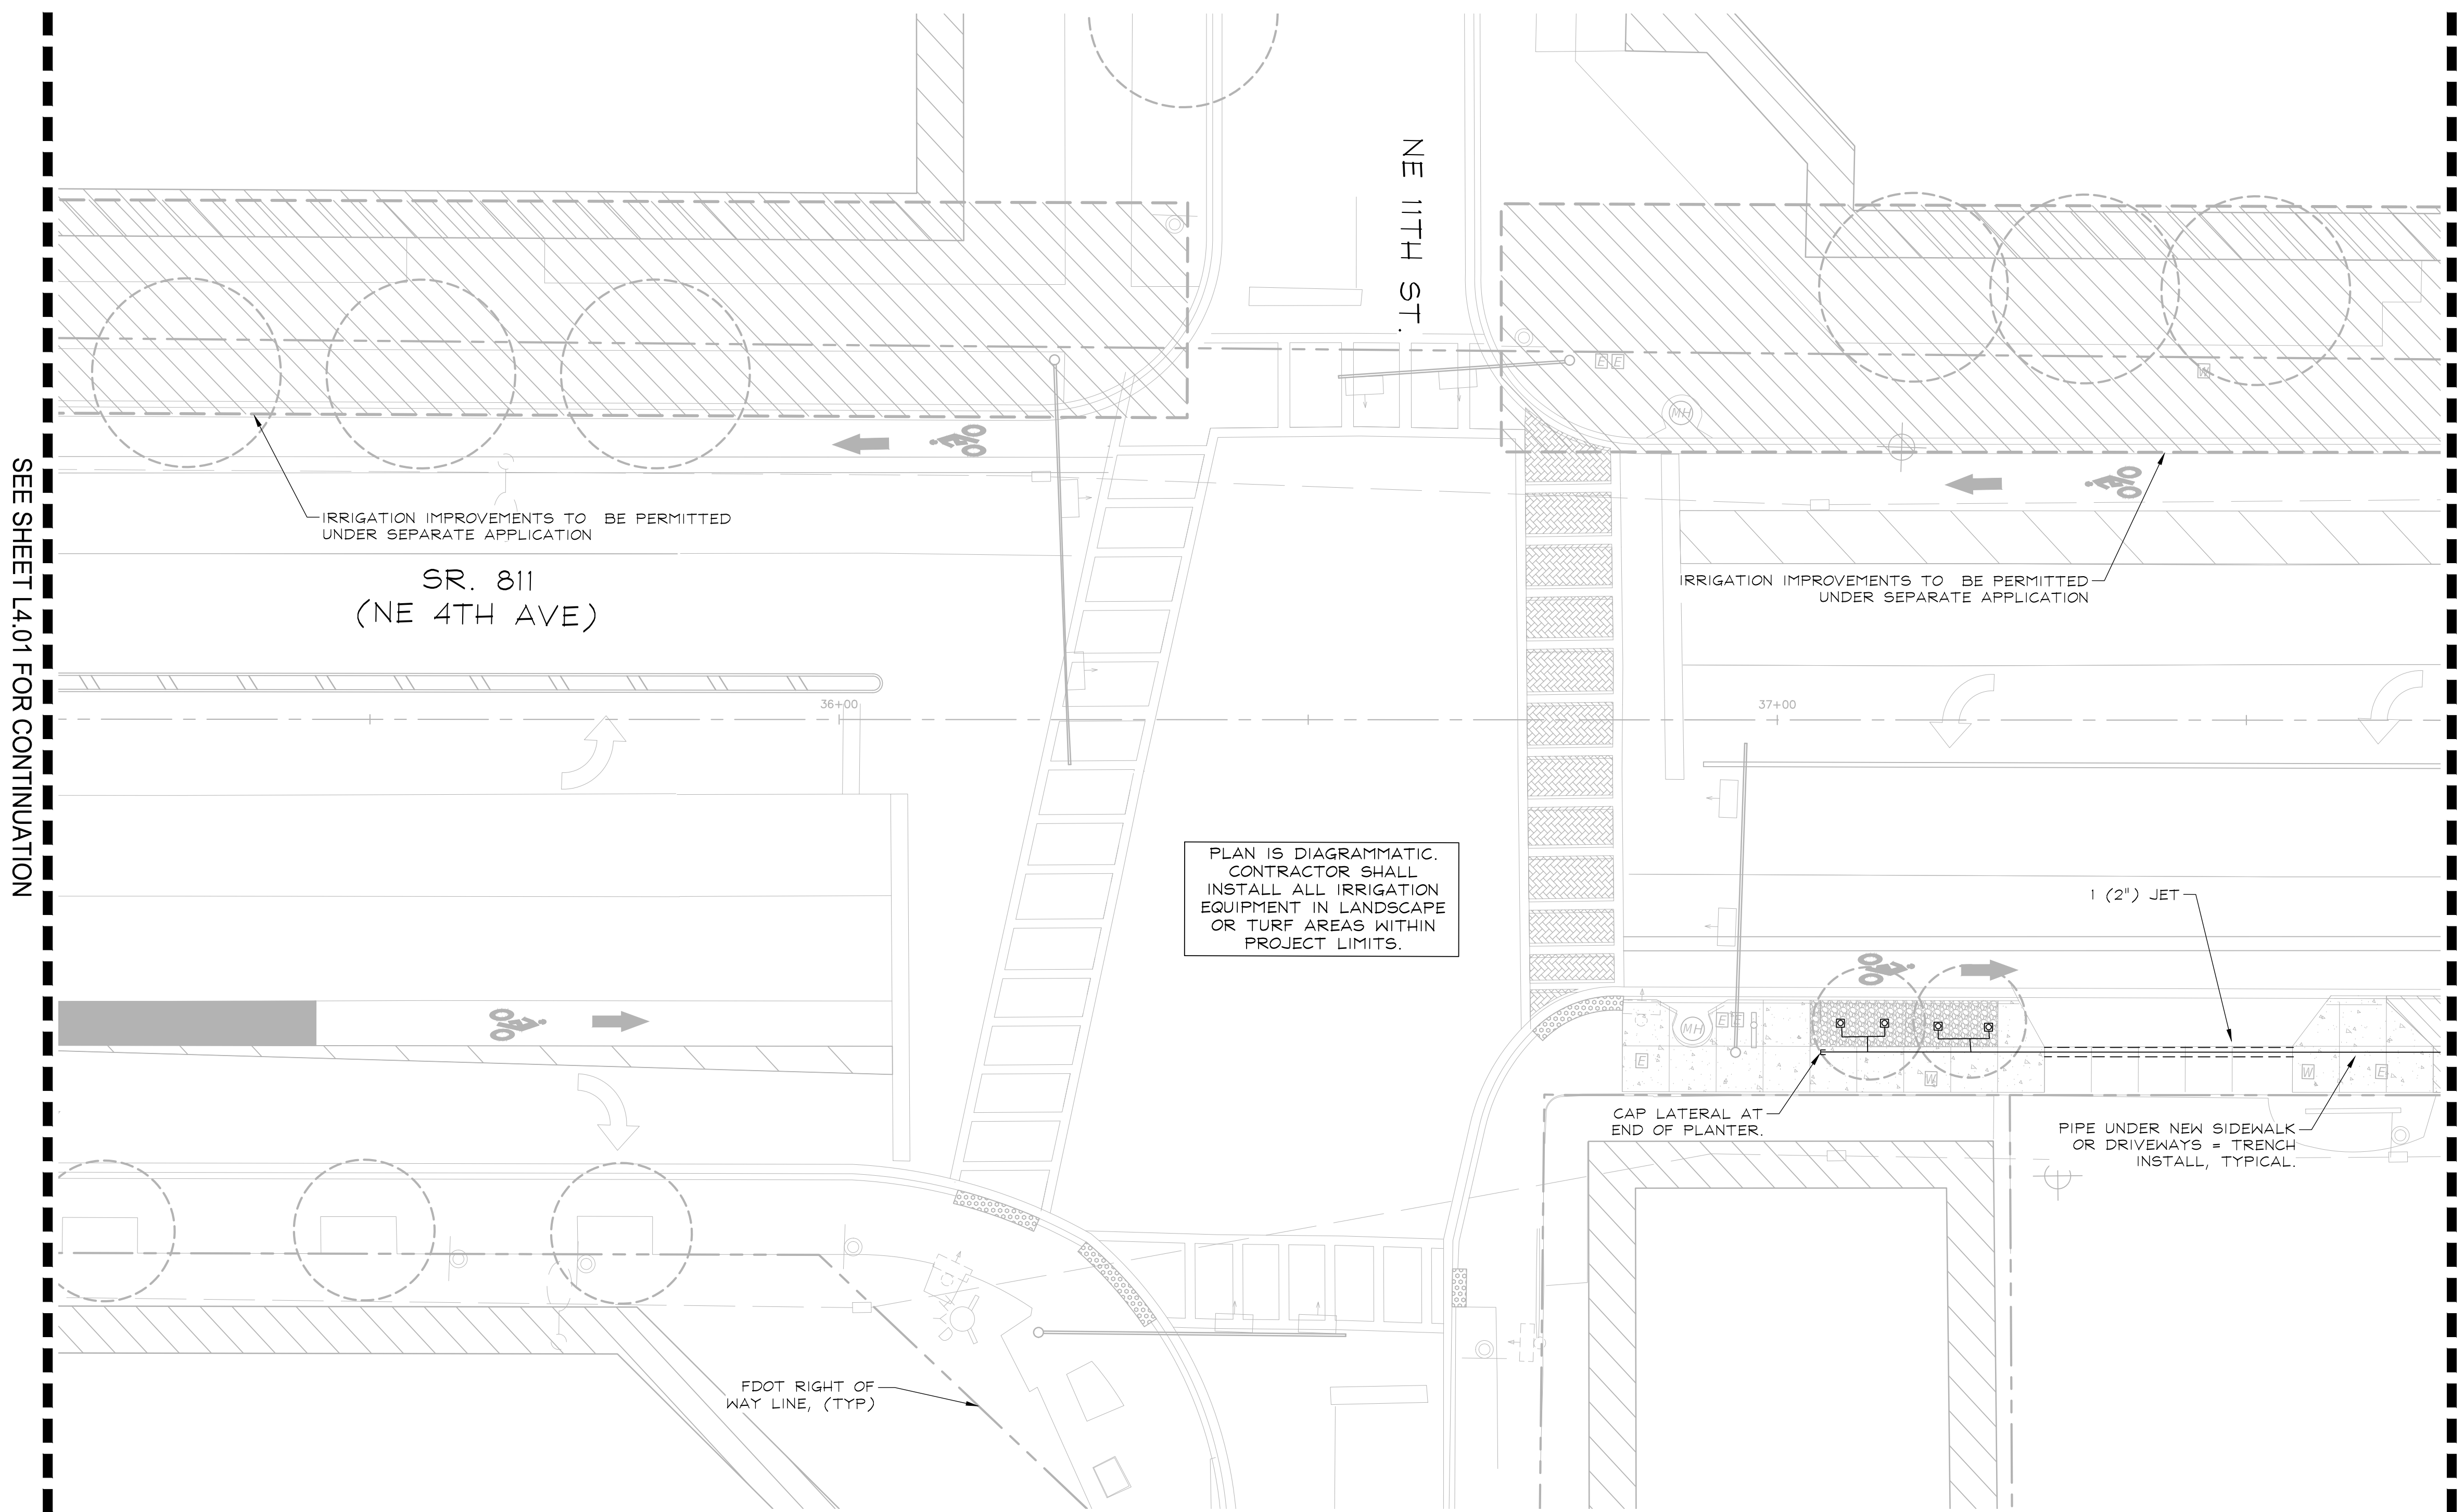 SEE SHEET L4.01 FOR CONTINUATION
NE 11TH ST.
E E
W
MH
IRRIGATION IMPROVEMENTS TO BE PERMITTED
UNDER SEPARATE APPLICATION
SR. 811
(NE 4TH AVE)
IRRIGATION IMPROVEMENTS TO BE PERMITTED
UNDER SEPARATE APPLICATION
36+00
37+00
PLAN IS DIAGRAMMATIC.
CONTRACTOR SHALL
INSTALL ALL IRRIGATION
EQUIPMENT IN LANDSCAPE
OR TURF AREAS WITHIN
PROJECT LIMITS.
1 (2") JET
MH
E E
E
W
W
E
CAP LATERAL AT
END OF PLANTER.
PIPE UNDER NEW SIDEWALK
OR DRIVEWAYS = TRENCH
INSTALL, TYPICAL.
FDOT RIGHT OF
WAY LINE, (TYP)